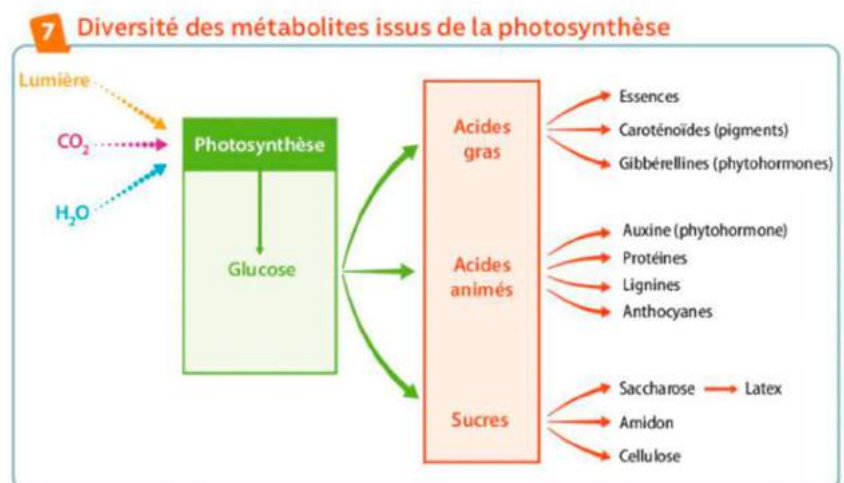 7 Diversité des métabolites issus de la photosynthèse
Lumière
CO₂
H₂O
Photosynthèse
Glucose
Acides
gras
Acides
animés
Sucres
Essences
Caroténoïdes (pigments)
Gibbérellines (phytohormones)
Auxine (phytohormone)
Protéines
Lignines
Anthocyanes
Saccharose
Latex
Amidon
Cellulose